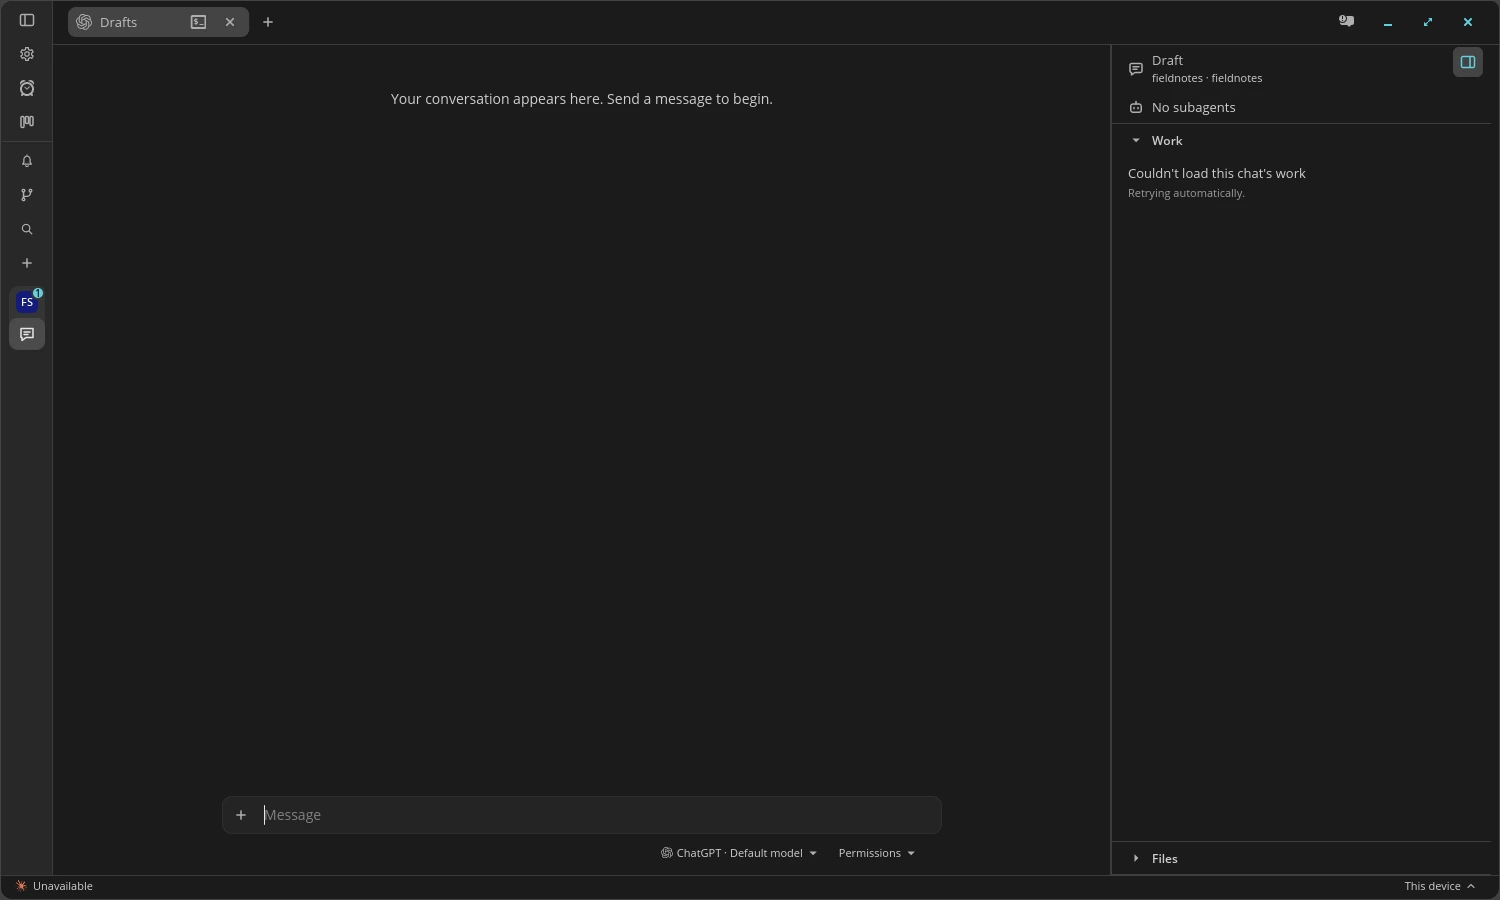 Drafts
Your conversation appears here. Send a message to begin.
Draft
fieldnotes · fieldnotes
No subagents
Work
Couldn't load this chat's work
Retrying automatically.
FS
1
Message
ChatGPT · Default model
Permissions
Files
Unavailable
This device